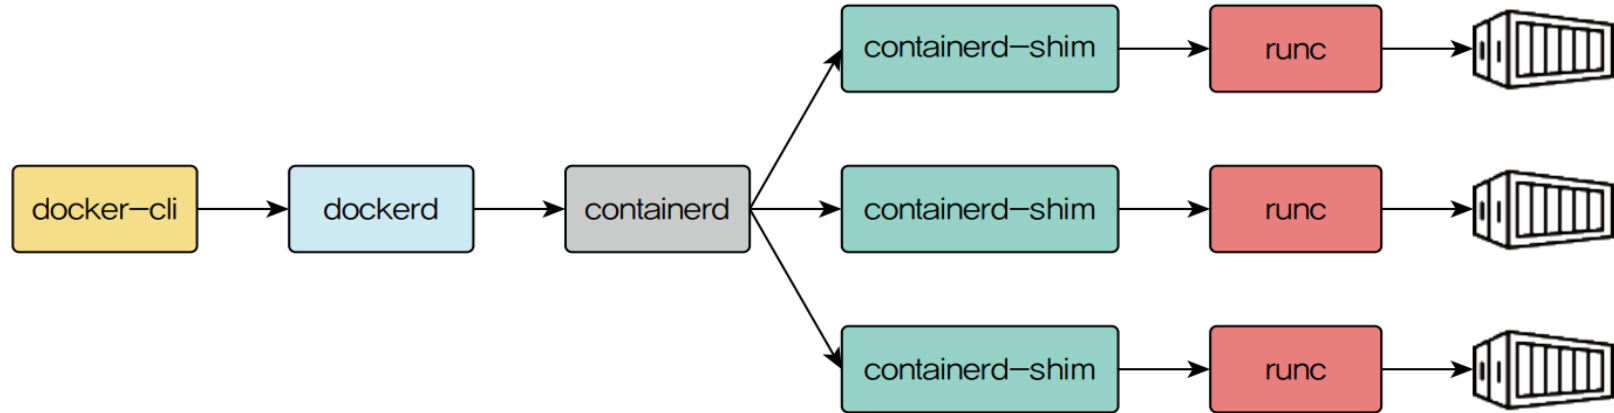 containerd-shim
runc
docker-cli
dockerd
containerd
containerd-shim
runc
containerd-shim
runc